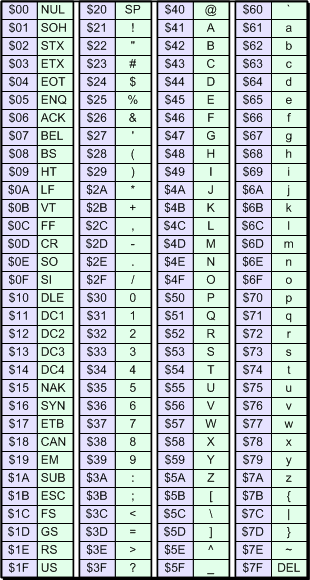 $00 NUL $20 SP $40 @ $60 `
$01 SOH $21 ! $41 A $61 a
$02 STX $22 " $42 B $62 b
$03 ETX $23 # $43 C $63 c
$04 EOT $24 $ $44 D $64 d
$05 ENQ $25 % $45 E $65 e
$06 ACK $26 & $46 F $66 f
$07 BEL $27 ' $47 G $67 g
$08 BS $28 ( $48 H $68 h
$09 HT $29 ) $49 I $69 i
$0A LF $2A * $4A J $6A j
$0B VT $2B + $4B K $6B k
$0C FF $2C , $4C L $6C l
$0D CR $2D - $4D M $6D m
$0E SO $2E . $4E N $6E n
$0F SI $2F / $4F O $6F o
$10 DLE $30 0 $50 P $70 p
$11 DC1 $31 1 $51 Q $71 q
$12 DC2 $32 2 $52 R $72 r
$13 DC3 $33 3 $53 S $73 s
$14 DC4 $34 4 $54 T $74 t
$15 NAK $35 5 $55 U $75 u
$16 SYN $36 6 $56 V $76 v
$17 ETB $37 7 $57 W $77 w
$18 CAN $38 8 $58 X $78 x
$19 EM $39 9 $59 Y $79 y
$1A SUB $3A : $5A Z $7A z
$1B ESC $3B ; $5B [ $7B {
$1C FS $3C < $5C \ $7C |
$1D GS $3D = $5D ] $7D }
$1E RS $3E > $5E ^ $7E ~
$1F US $3F ? $5F _ $7F DEL